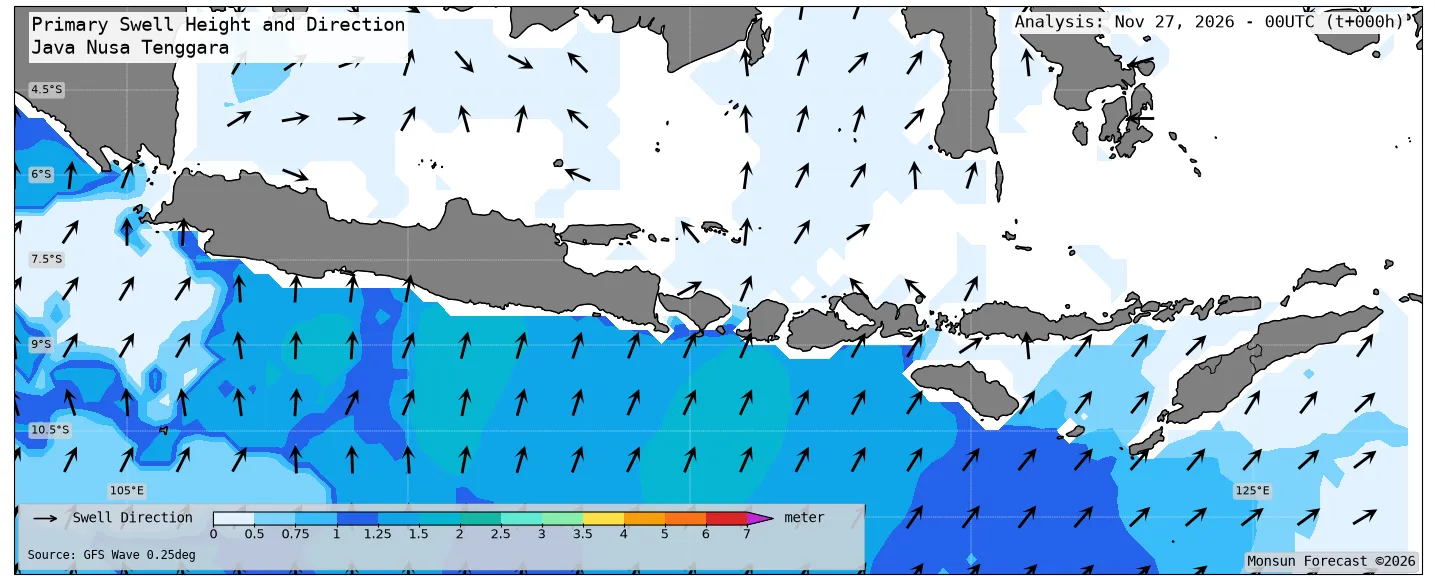 Primary Swell Height and Direction
Java Nusa Tenggara
Analysis: Nov 27, 2026 - 00UTC (t+000h)
4.5°S
6°S
7.5°S
9°S
10.5°S
105°E
125°E
Swell Direction
meter
0 0.5 0.75 1 1.25 1.5 2 2.5 3 3.5 4 5 6 7
Source: GFS Wave 0.25deg
Monsun Forecast ©2026